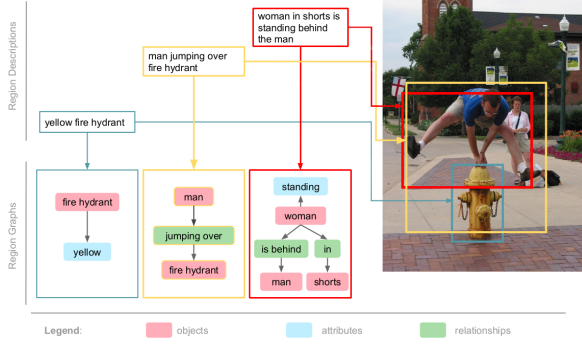 Region Descriptions
woman in shorts is
standing behind
the man
man jumping over
fire hydrant
yellow fire hydrant
Region Graphs
fire hydrant
yellow
man
jumping over
fire hydrant
standing
woman
is behind
in
man
shorts
Legend:
objects
attributes
relationships